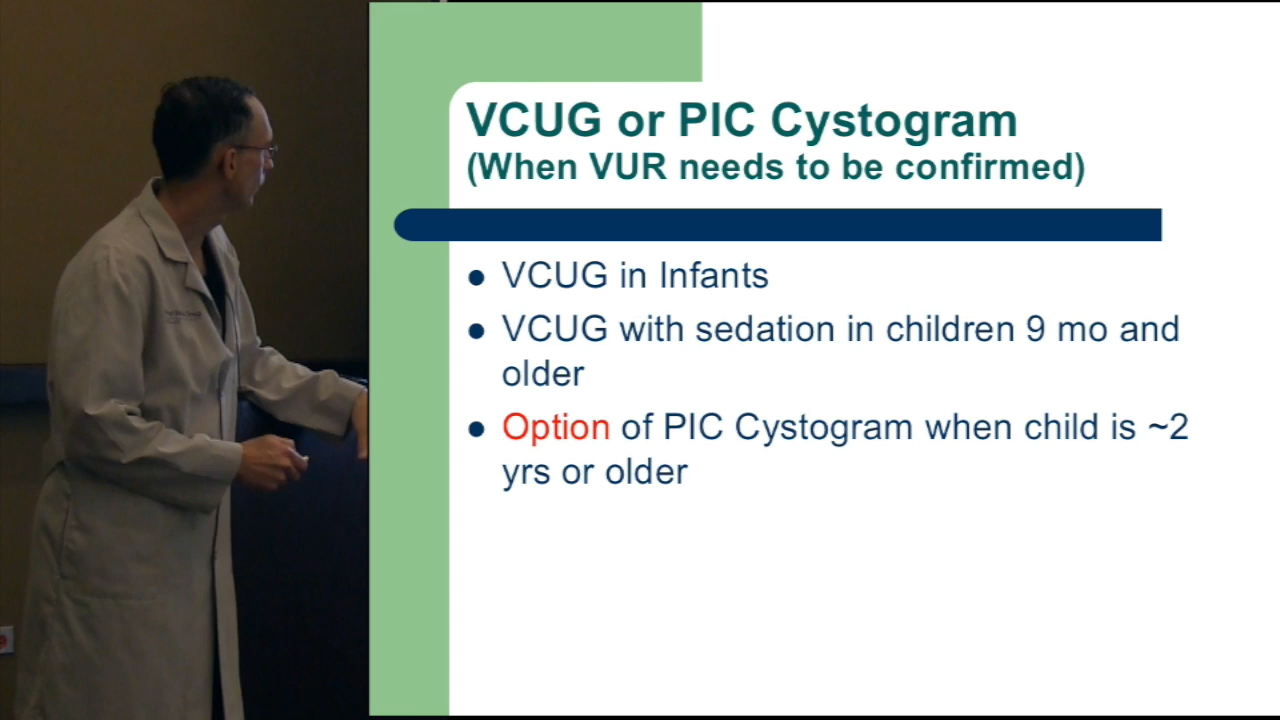 VCUG or PIC Cystogram
(When VUR needs to be confirmed)
● VCUG in Infants
● VCUG with sedation in children 9 mo and
older
● Option of PIC Cystogram when child is ~2
yrs or older